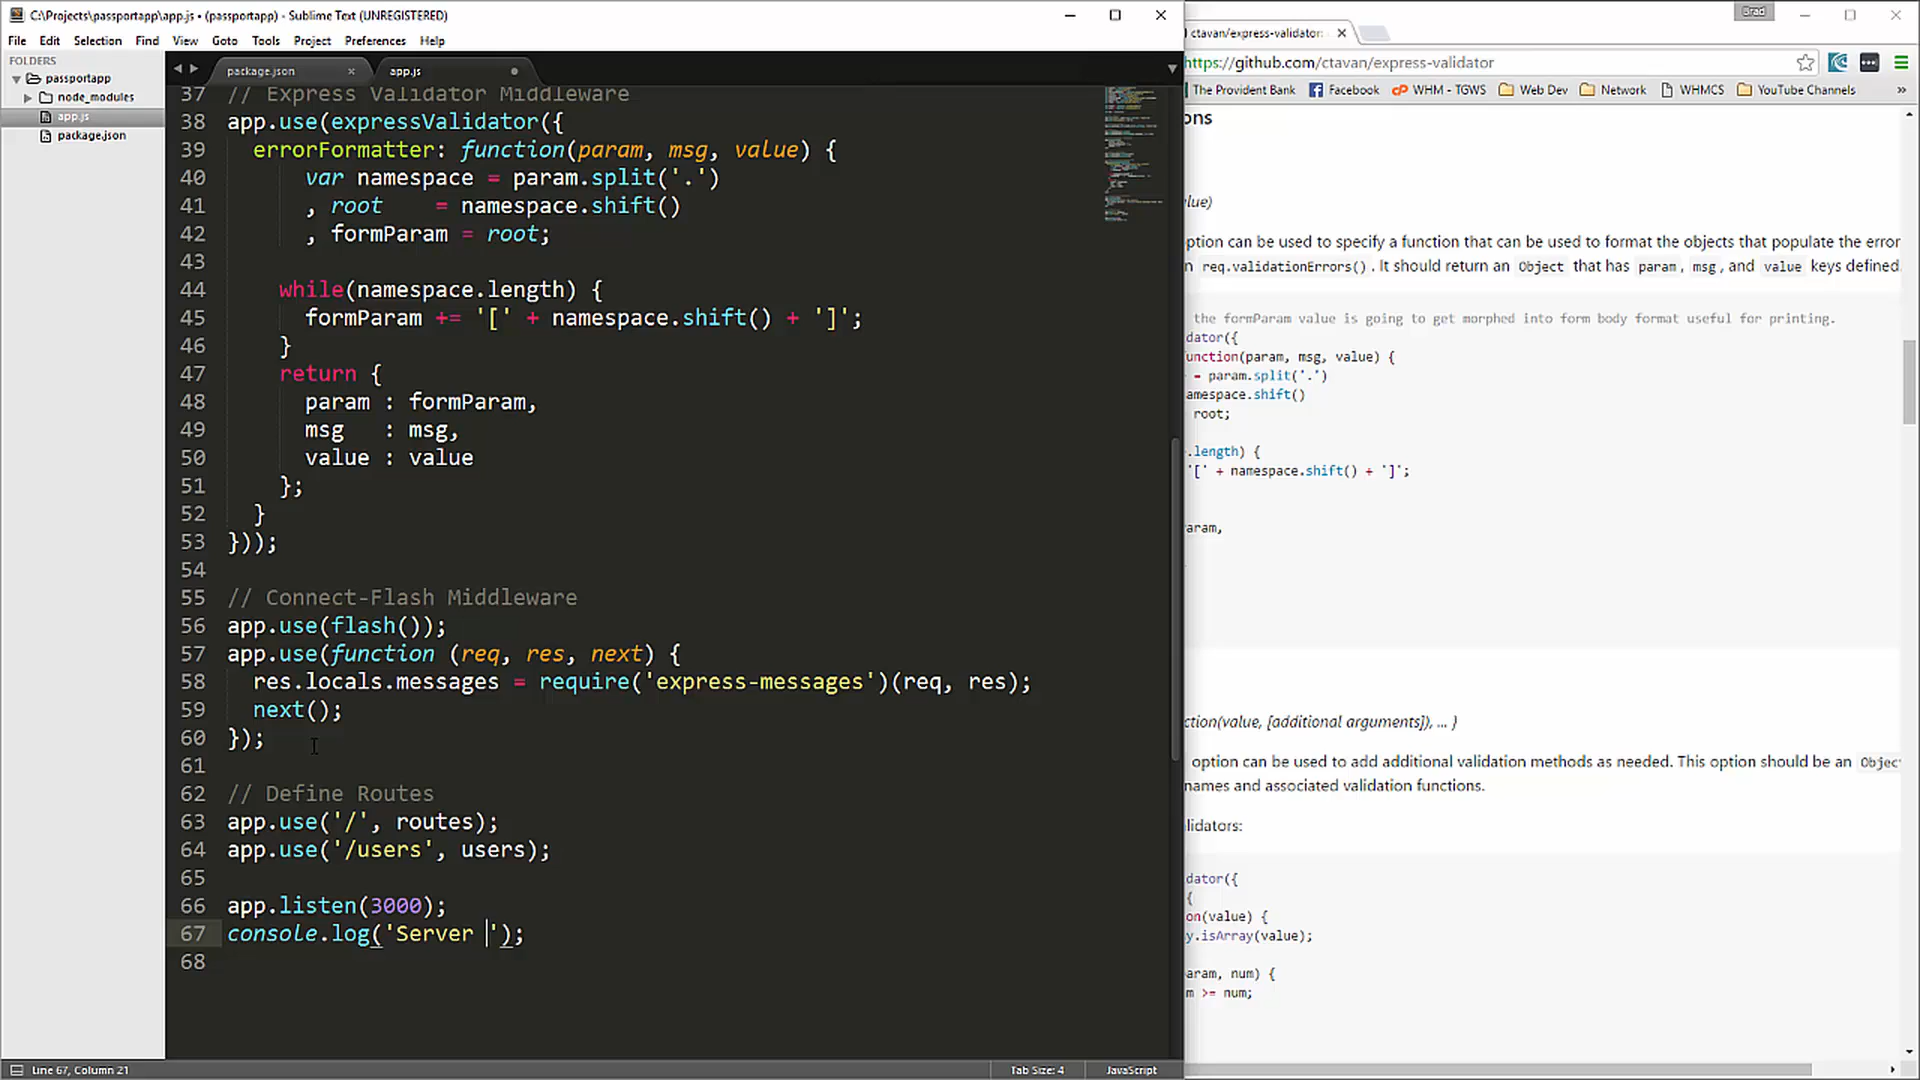 C:\Projects\passportapp\app.js • (passportapp) - Sublime Text (UNREGISTERED)
File Edit Selection Find View Goto Tools Project Preferences Help
FOLDERS
passportapp
node_modules
app.js
package.json
package.json
app.js
37 // Express Validator Middleware
38 app.use(expressValidator({
39 errorFormatter: function(param, msg, value) {
40 var namespace = param.split('.')
41 , root    = namespace.shift()
42 , formParam = root;
43
44 while(namespace.length) {
45 formParam += '[' + namespace.shift() + ']';
46 }
47 return {
48 param : formParam,
49 msg   : msg,
50 value : value
51 };
52 }
53 }));
54
55 // Connect-Flash Middleware
56 app.use(flash());
57 app.use(function (req, res, next) {
58 res.locals.messages = require('express-messages')(req, res);
59 next();
60 });
61
62 // Define Routes
63 app.use('/', routes);
64 app.use('/users', users);
65
66 app.listen(3000);
67 console.log('Server ');
68
Line 67, Column 21
Tab Size: 4
JavaScript
Brad
ctavan/express-validator:
https://github.com/ctavan/express-validator
The Provident Bank Facebook WHM - TGWS Web Dev Network WHMCS YouTube Channels »
ons
lue)
ption can be used to specify a function that can be used to format the objects that populate the error
n req.validationErrors(). It should return an Object that has param, msg, and value keys defined.
the formParam value is going to get morphed into form body format useful for printing.
dator({
unction(param, msg, value) {
= param.split('.')
amespace.shift()
root;
.length) {
'[' + namespace.shift() + ']';
aram,
ction(value, [additional arguments]), ... }
option can be used to add additional validation methods as needed. This option should be an Objec
names and associated validation functions.
lidators:
dator({
{
on(value) {
y.isArray(value);
aram, num) {
m >= num;